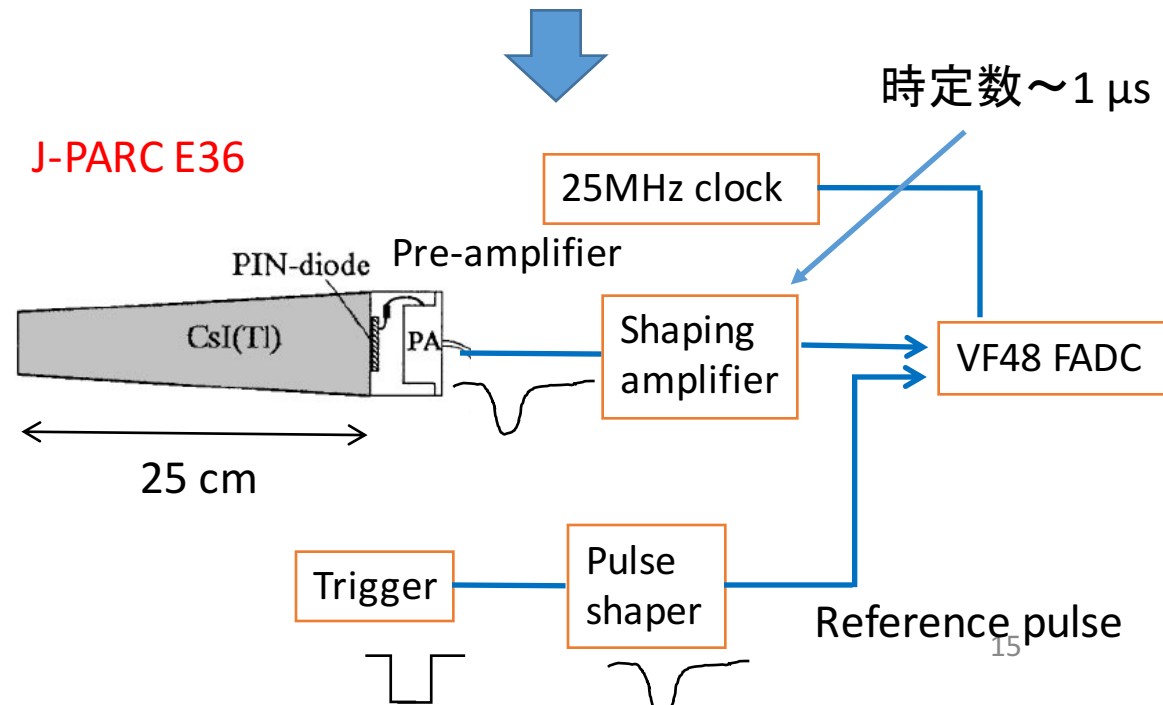 時定数～1 μs
J-PARC E36
25MHz clock
Pre-amplifier
PIN-diode
CsI(Tl)
PA
Shaping
amplifier
VF48 FADC
25 cm
Trigger
Pulse
shaper
Reference pulse
15